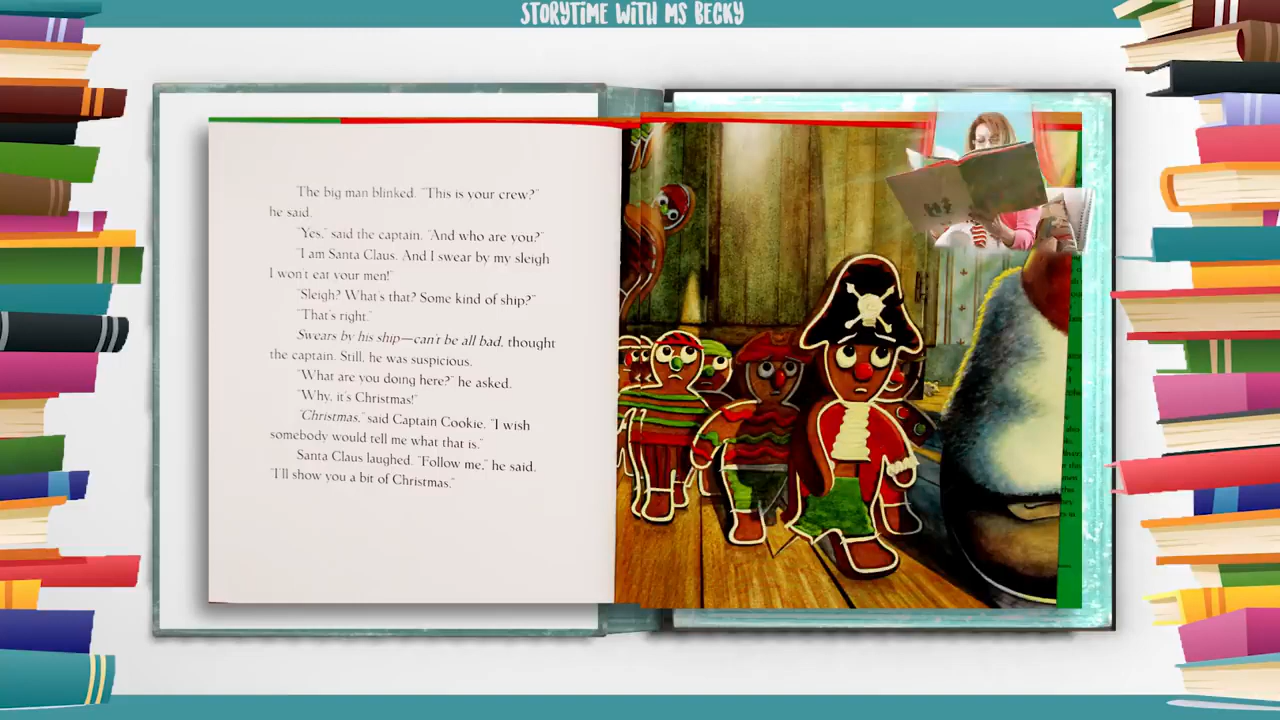 STORYTIME WITH MS BECKY
The big man blinked. "This is your crew?"
he said.
"Yes," said the captain. "And who are you?"
"I am Santa Claus. And I swear by my sleigh
I won't eat your men!"
"Sleigh? What's that? Some kind of ship?"
"That's right."
Swears by his ship—can't be all bad, thought
the captain. Still, he was suspicious.
"What are you doing here?" he asked.
"Why, it's Christmas!"
"Christmas," said Captain Cookie. "I wish
somebody would tell me what that is."
Santa Claus laughed. "Follow me," he said.
"I'll show you a bit of Christmas."